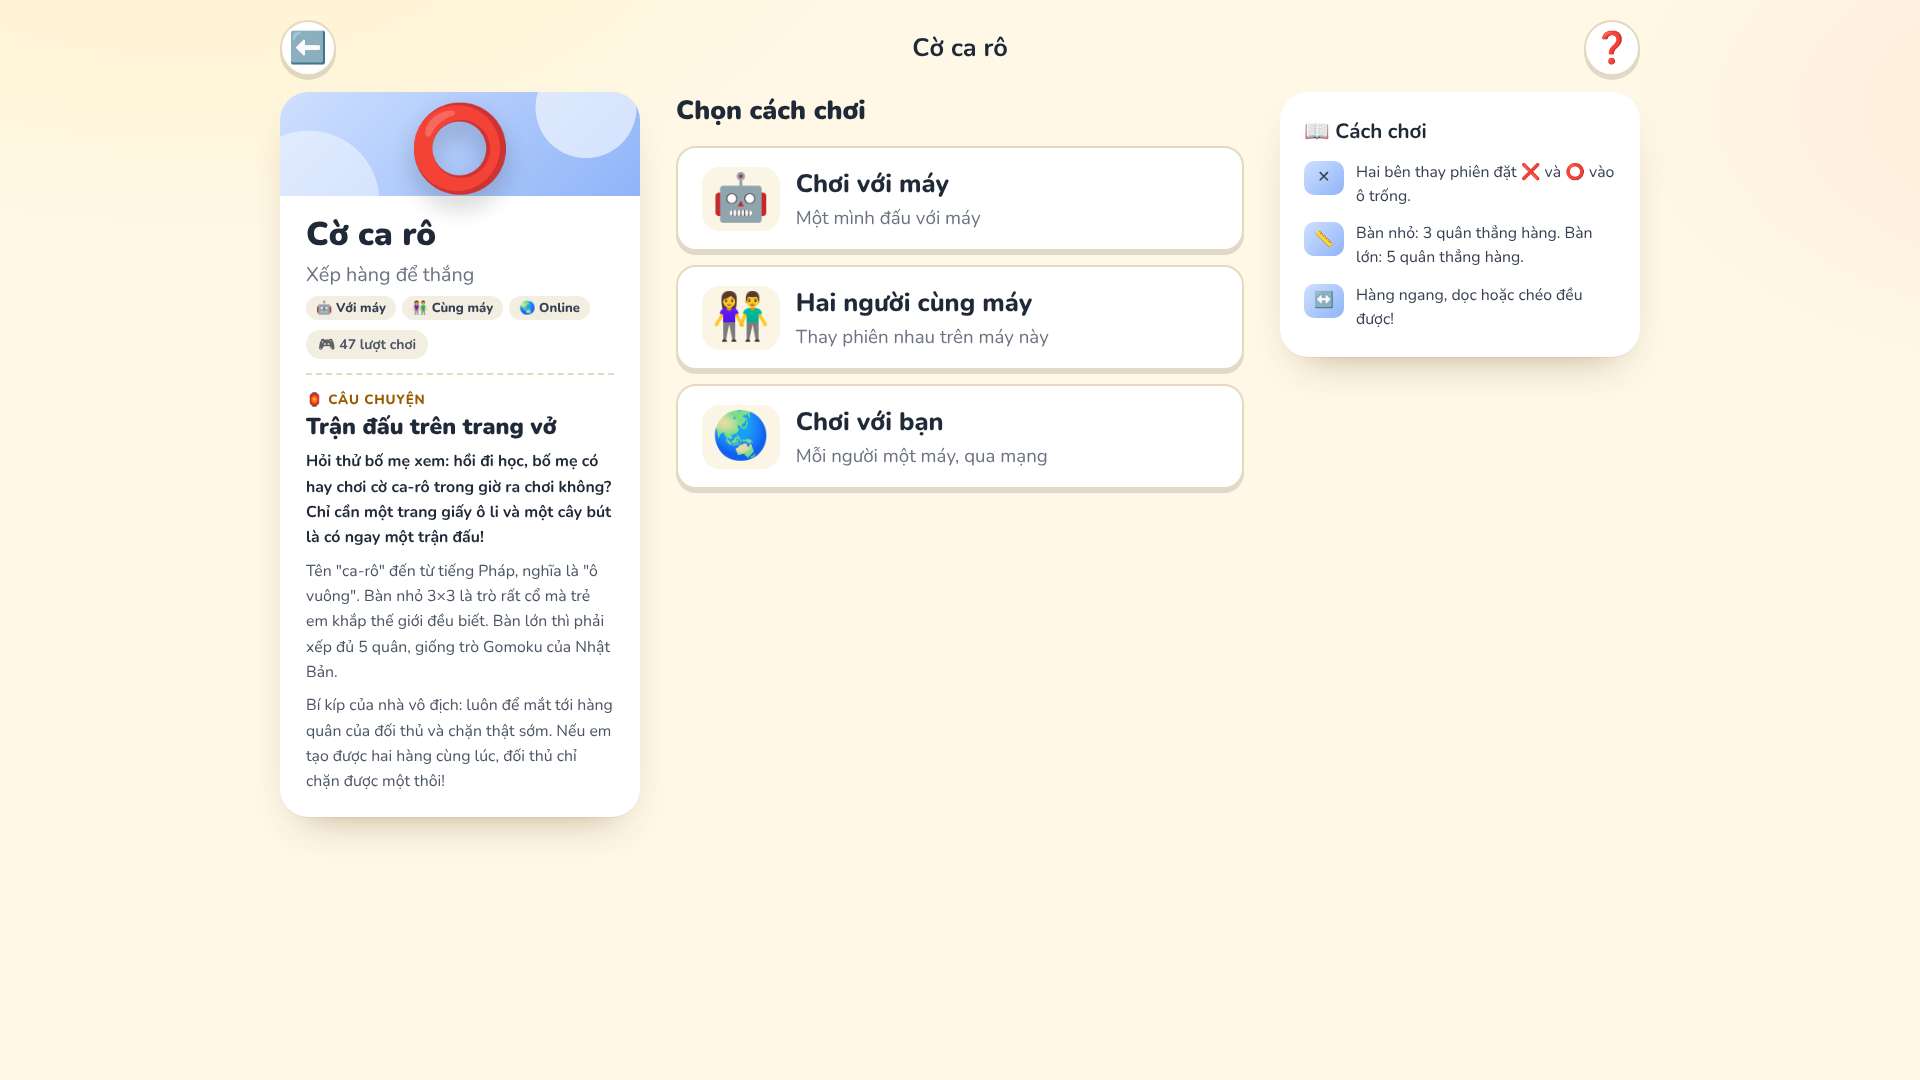 Cờ ca rô
Cờ ca rô
Xếp hàng để thắng
Với máy
Cùng máy
Online
47 lượt chơi
CÂU CHUYỆN
Trận đấu trên trang vở
Hỏi thử bố mẹ xem: hồi đi học, bố mẹ có
hay chơi cờ ca-rô trong giờ ra chơi không?
Chỉ cần một trang giấy ô li và một cây bút
là có ngay một trận đấu!
Tên "ca-rô" đến từ tiếng Pháp, nghĩa là "ô
vuông". Bàn nhỏ 3×3 là trò rất cổ mà trẻ
em khắp thế giới đều biết. Bàn lớn thì phải
xếp đủ 5 quân, giống trò Gomoku của Nhật
Bản.
Bí kíp của nhà vô địch: luôn để mắt tới hàng
quân của đối thủ và chặn thật sớm. Nếu em
tạo được hai hàng cùng lúc, đối thủ chỉ
chặn được một thôi!
Chọn cách chơi
Chơi với máy
Một mình đấu với máy
Hai người cùng máy
Thay phiên nhau trên máy này
Chơi với bạn
Mỗi người một máy, qua mạng
Cách chơi
Hai bên thay phiên đặt ❌ và ⭕ vào
ô trống.
Bàn nhỏ: 3 quân thẳng hàng. Bàn
lớn: 5 quân thẳng hàng.
Hàng ngang, dọc hoặc chéo đều
được!